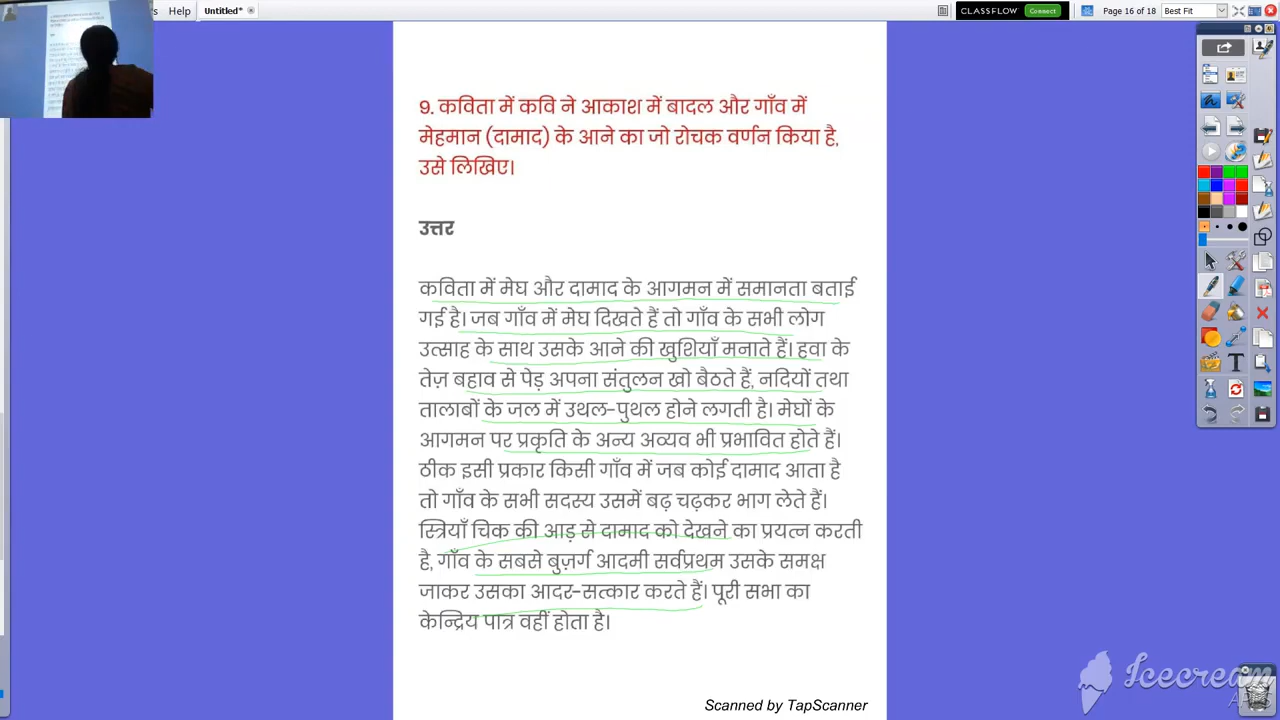 s Help Untitled*
CLASSFLOW Connect Page 16 of 18 Best Fit
9. कविता में कवि ने आकाश में बादल और गाँव में
मेहमान (दामाद) के आने का जो रोचक वर्णन किया है,
उसे लिखिए।
उत्तर
कविता में मेघ और दामाद के आगमन में समानता बताई
गई है। जब गाँव में मेघ दिखते हैं तो गाँव के सभी लोग
उत्साह के साथ उसके आने की खुशियाँ मनाते हैं। हवा के
तेज़ बहाव से पेड़ अपना संतुलन खो बैठते हैं, नदियों तथा
तालाबों के जल में उथल-पुथल होने लगती है। मेघों के
आगमन पर प्रकृति के अन्य अव्यव भी प्रभावित होते हैं।
ठीक इसी प्रकार किसी गाँव में जब कोई दामाद आता है
तो गाँव के सभी सदस्य उसमें बढ़ चढ़कर भाग लेते हैं।
स्त्रियाँ चिक की आड़ से दामाद को देखने का प्रयत्न करती
है, गाँव के सबसे बुज़र्ग आदमी सर्वप्रथम उसके समक्ष
जाकर उसका आदर-सत्कार करते हैं। पूरी सभा का
केन्द्रिय पात्र वहीं होता है।
Scanned by TapScanner
Icecream
APPS